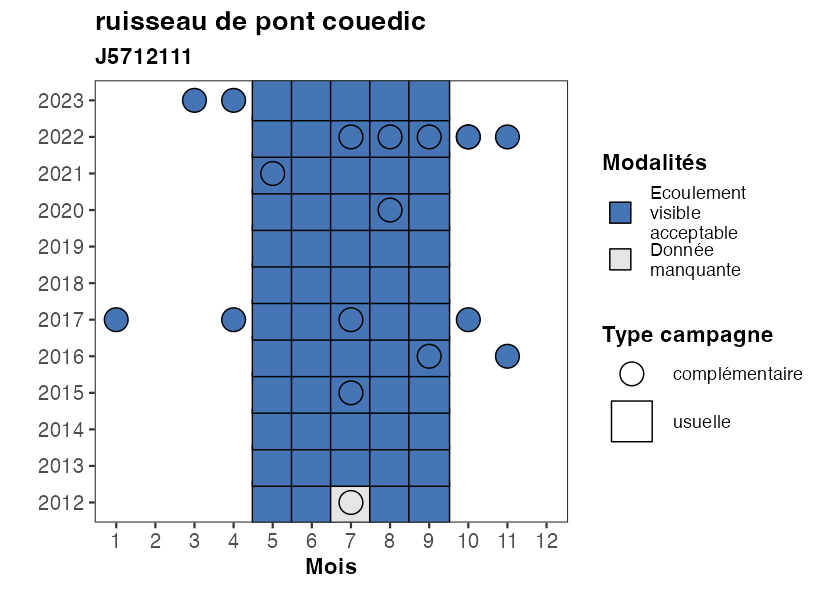 ruisseau de pont couedic
J5712111
2023
2022
2021
2020
2019
2018
2017
2016
2015
2014
2013
2012
1 2 3 4 5 6 7 8 9 10 11 12
Mois
Modalités
Ecoulement
visible
acceptable
Donnée
manquante
Type campagne
complémentaire
usuelle